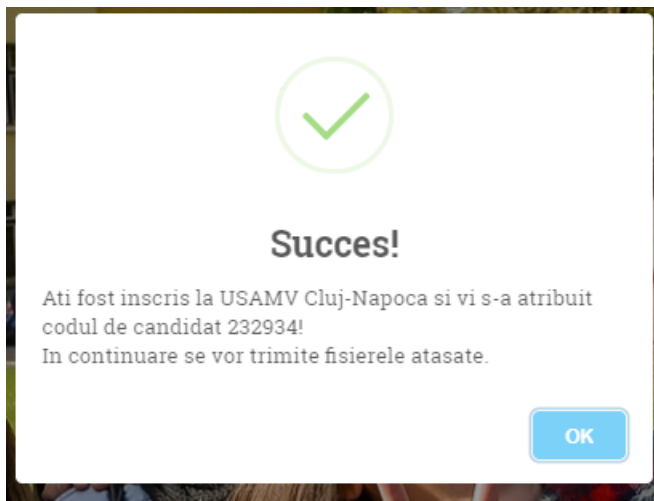 Succes!
Ati fost inscris la USAMV Cluj-Napoca si vi s-a atribuit
codul de candidat 232934!
In continuare se vor trimite fisierele atasate.
OK